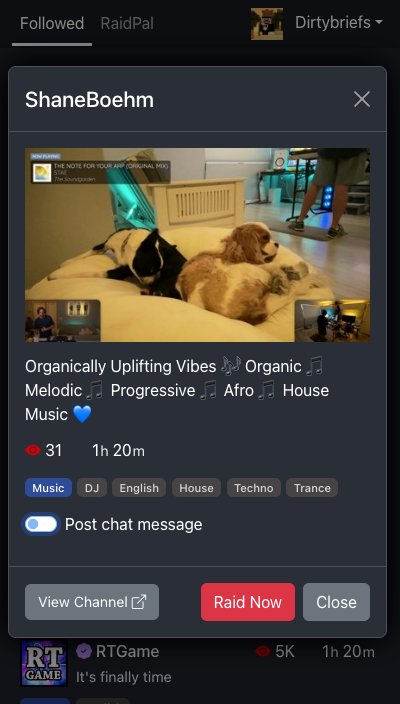 Followed RaidPal Dirtybriefs
ShaneBoehm
NOW PLAYING
THE NOTE FOR YOUR ARP (ORIGINAL MIX)
STAE
The Soundgarden
Organically Uplifting Vibes 🎶 Organic 🎵
Melodic 🎵 Progressive 🎵 Afro 🎵 House
Music 💙
31 1h 20m
Music DJ English House Techno Trance
Post chat message
View Channel Raid Now Close
RT GAME
RTGame 5K 1h 20m
It's finally time